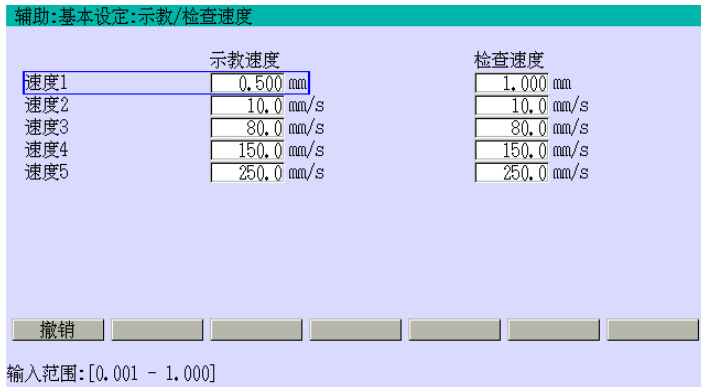 辅助:基本设定:示教/检查速度
示教速度 检查速度
速度1 0.500 mm 1.000 mm
速度2 10.0 mm/s 10.0 mm/s
速度3 80.0 mm/s 80.0 mm/s
速度4 150.0 mm/s 150.0 mm/s
速度5 250.0 mm/s 250.0 mm/s
撤销
输入范围:[0.001 - 1.000]